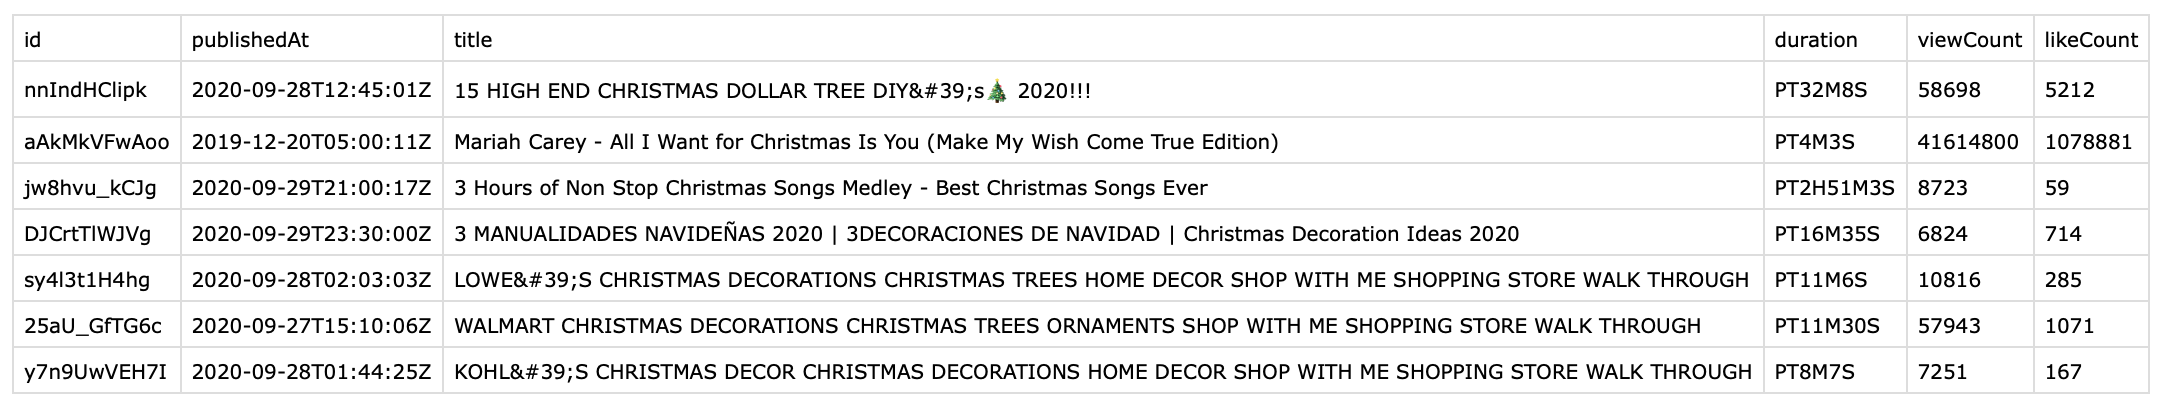 id publishedAt title duration viewCount likeCount
nnIndHClipk 2020-09-28T12:45:01Z 15 HIGH END CHRISTMAS DOLLAR TREE DIY&#39;s🎄 2020!!! PT32M8S 58698 5212
aAkMkVFwAoo 2019-12-20T05:00:11Z Mariah Carey - All I Want for Christmas Is You (Make My Wish Come True Edition) PT4M3S 41614800 1078881
jw8hvu_kCJg 2020-09-29T21:00:17Z 3 Hours of Non Stop Christmas Songs Medley - Best Christmas Songs Ever PT2H51M3S 8723 59
DJCrtTlWJVg 2020-09-29T23:30:00Z 3 MANUALIDADES NAVIDEÑAS 2020 | 3DECORACIONES DE NAVIDAD | Christmas Decoration Ideas 2020 PT16M35S 6824 714
sy4l3t1H4hg 2020-09-28T02:03:03Z LOWE&#39;S CHRISTMAS DECORATIONS CHRISTMAS TREES HOME DECOR SHOP WITH ME SHOPPING STORE WALK THROUGH PT11M6S 10816 285
25aU_GfTG6c 2020-09-27T15:10:06Z WALMART CHRISTMAS DECORATIONS CHRISTMAS TREES ORNAMENTS SHOP WITH ME SHOPPING STORE WALK THROUGH PT11M30S 57943 1071
y7n9UwVEH7I 2020-09-28T01:44:25Z KOHL&#39;S CHRISTMAS DECOR CHRISTMAS DECORATIONS HOME DECOR SHOP WITH ME SHOPPING STORE WALK THROUGH PT8M7S 7251 167